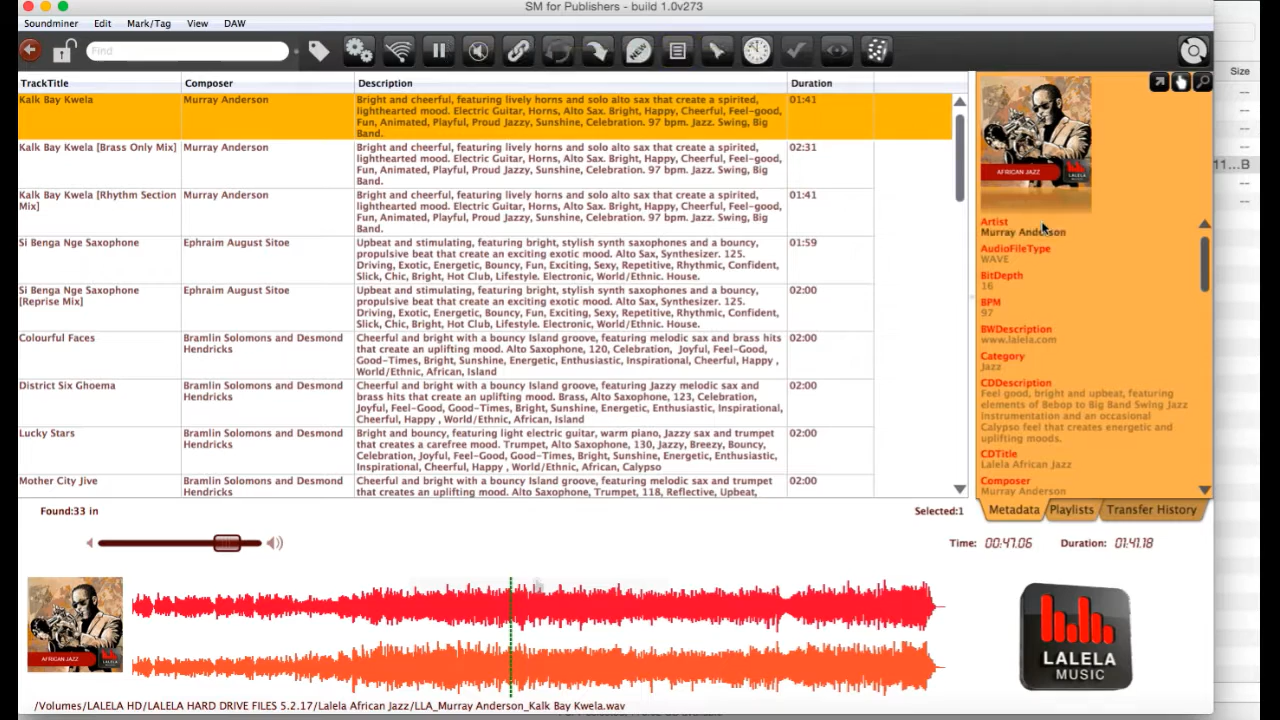 SM for Publishers - build 1.0v273
Soundminer Edit Mark/Tag View DAW
Find
NEW
Size
TrackTitle Composer Description Duration
Kalk Bay Kwela Murray Anderson Bright and cheerful, featuring lively horns and solo alto sax that create a spirited, 01:41
lighthearted mood. Electric Guitar, Horns, Alto Sax. Bright, Happy, Cheerful, Feel-good,
Fun, Animated, Playful, Proud Jazzy, Sunshine, Celebration. 97 bpm. Jazz. Swing, Big
Band.
Kalk Bay Kwela [Brass Only Mix] Murray Anderson Bright and cheerful, featuring lively horns and solo alto sax that create a spirited, 02:31
lighthearted mood. Electric Guitar, Horns, Alto Sax. Bright, Happy, Cheerful, Feel-good,
Fun, Animated, Playful, Proud Jazzy, Sunshine, Celebration. 97 bpm. Jazz. Swing, Big
Band.
Kalk Bay Kwela [Rhythm Section Murray Anderson Bright and cheerful, featuring lively horns and solo alto sax that create a spirited, 01:41
Mix] lighthearted mood. Electric Guitar, Horns, Alto Sax. Bright, Happy, Cheerful, Feel-good,
Fun, Animated, Playful, Proud Jazzy, Sunshine, Celebration. 97 bpm. Jazz. Swing, Big
Band.
Si Benga Nge Saxophone Ephraim August Sitoe Upbeat and stimulating, featuring bright, stylish synth saxophones and a bouncy, 01:59
propulsive beat that create an exciting exotic mood. Alto Sax, Synthesizer. 125.
Driving, Exotic, Energetic, Bouncy, Fun, Exciting, Sexy, Repetitive, Rhythmic, Confident,
Slick, Chic, Bright, Hot Club, Lifestyle. Electronic, World/Ethnic. House.
Si Benga Nge Saxophone Ephraim August Sitoe Upbeat and stimulating, featuring bright, stylish synth saxophones and a bouncy, 02:00
[Reprise Mix] propulsive beat that create an exciting exotic mood. Alto Sax, Synthesizer. 125.
Driving, Exotic, Energetic, Bouncy, Fun, Exciting, Sexy, Repetitive, Rhythmic, Confident,
Slick, Chic, Bright, Hot Club, Lifestyle. Electronic, World/Ethnic. House.
Colourful Faces Bramlin Solomons and Desmond Cheerful and bright with a bouncy Island groove, featuring melodic sax and brass hits 02:00
Hendricks that create an uplifting mood. Alto Saxophone, 120, Celebration, Joyful, Feel-Good,
Good-Times, Bright, Sunshine, Energetic, Enthusiastic, Inspirational, Cheerful, Happy ,
World/Ethnic, African, Island
District Six Ghoema Bramlin Solomons and Desmond Cheerful and bright with a bouncy Island groove, featuring Jazzy melodic sax and 02:00
Hendricks brass hits that create an uplifting mood. Brass, Alto Saxophone, 123, Celebration,
Joyful, Feel-Good, Good-Times, Bright, Sunshine, Energetic, Enthusiastic, Inspirational,
Cheerful, Happy , World/Ethnic, African, Island
Lucky Stars Bramlin Solomons and Desmond Bright and bouncy, featuring light electric guitar, warm piano, Jazzy sax and trumpet 02:00
Hendricks that creates a carefree mood. Trumpet, Alto Saxophone, 130, Jazzy, Breezy, Bouncy,
Celebration, Joyful, Feel-Good, Good-Times, Bright, Sunshine, Energetic, Enthusiastic,
Inspirational, Cheerful, Happy , World/Ethnic, African, Calypso
Mother City Jive Bramlin Solomons and Desmond Cheerful and bright with a bouncy Island groove, featuring melodic sax and trumpet 02:00
Hendricks that creates an uplifting mood. Alto Saxophone, Trumpet, 118, Reflective, Upbeat,
AFRICAN JAZZ
LALELA
Artist
Murray Anderson
AudioFileType
WAVE
BitDepth
16
BPM
97
BWDescription
www.lalela.com
Category
Jazz
CDDescription
Feel good, bright and upbeat, featuring
elements of Bebop to Big Band Swing Jazz
Instrumentation and an occasional
Calypso feel that creates energetic and
uplifting moods.
CDTitle
Lalela African Jazz
Composer
Murray Anderson
11...B
Found:33 in Selected:1
Metadata Playlists Transfer History
Time: 00:47.06 Duration: 01:41.18
AFRICAN JAZZ
LALELA
LALELA
MUSIC
/Volumes/LALELA HD/LALELA HARD DRIVE FILES 5.2.17/Lalela African Jazz/LLA_Murray Anderson_Kalk Bay Kwela.wav